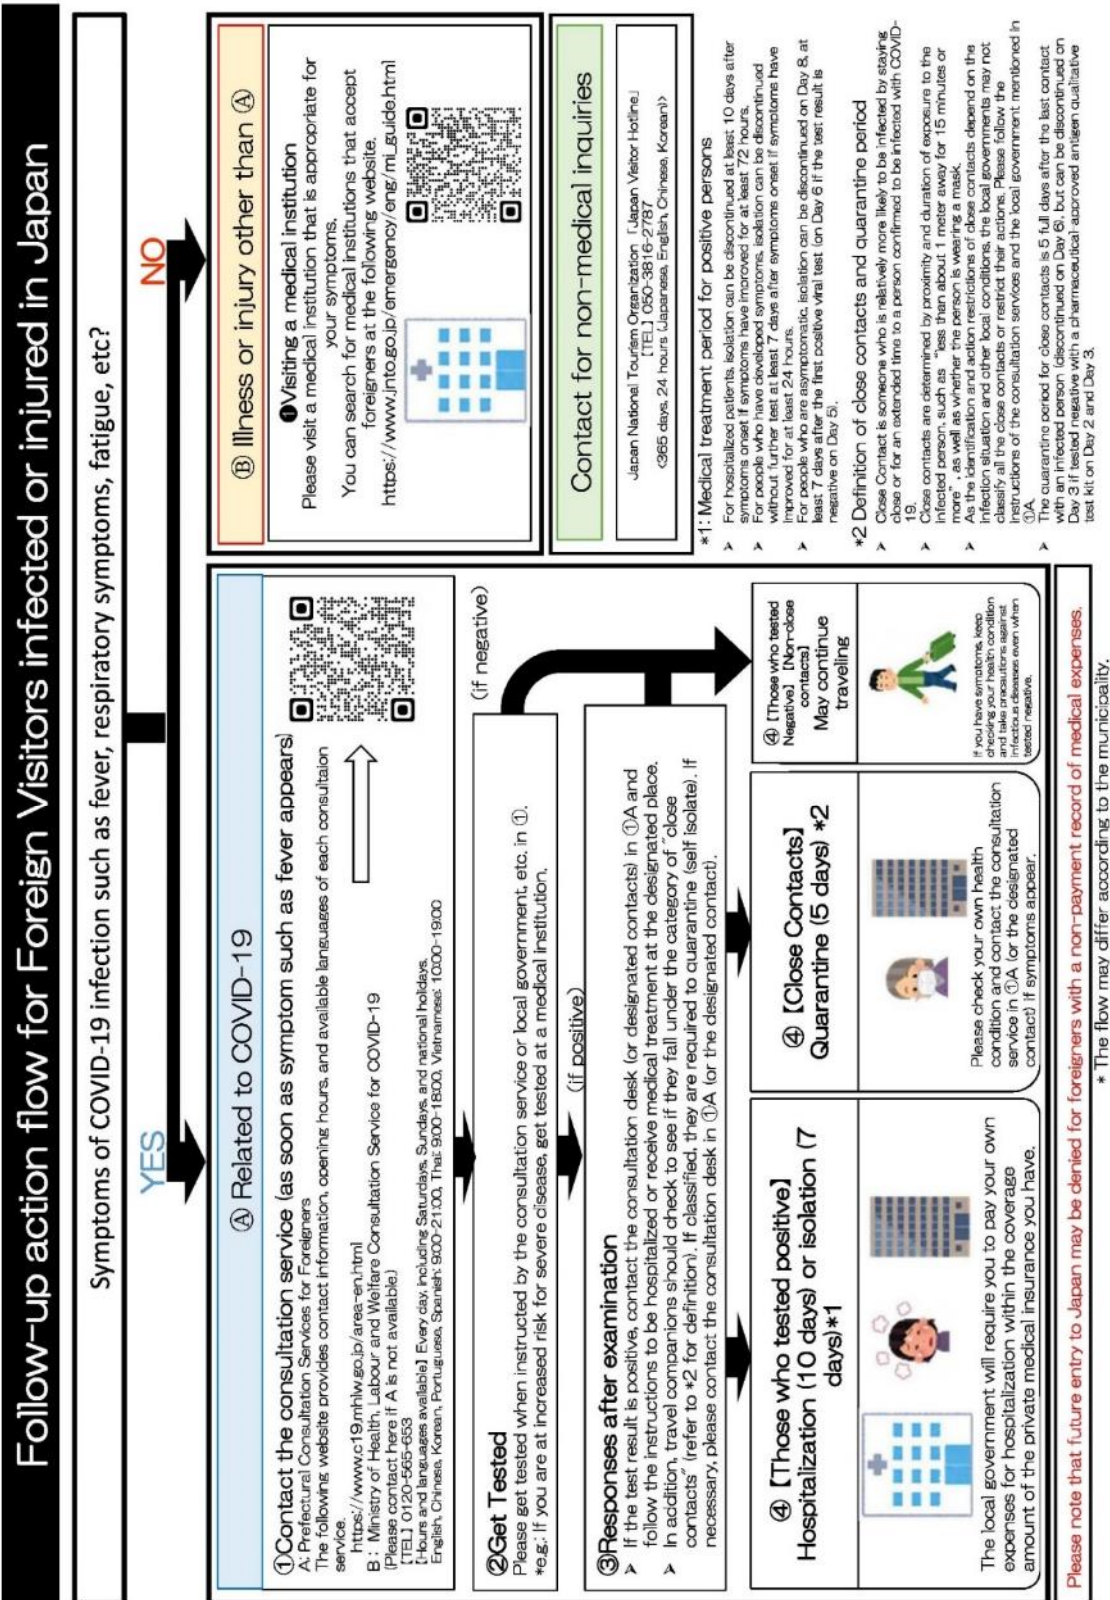 Follow-up action flow for Foreign Visitors infected or injured in Japan
Symptoms of COVID-19 infection such as fever, respiratory symptoms, fatigue, etc?
YES
NO
Ⓐ Related to COVID-19
①Contact the consultation service (as soon as symptom such as fever appears)
A: Prefectural Consultation Services for Foreigners
The following website provides contact information, opening hours, and available languages of each consultaion
service.
https://www.c19.mhlw.go.jp/area-en.html
B : Ministry of Health, Labour and Welfare Consultation Service for COVID-19
(Please contact here if A is not available.)
[TEL] 0120-565-653
[Hours and languages available] Every day, including Saturdays, Sundays, and national holidays.
English, Chinese, Korean, Portuguese, Spanish: 9:00-21:00, Thai: 9:00-18:00, Vietnamese: 10:00-19:00
②Get Tested
Please get tested when instructed by the consultation service or local government, etc. in ①.
*eg.: If you are at increased risk for severe disease, get tested at a medical institution.
(if negative)
(if positive)
③Responses after examination
➢ If the test result is positive, contact the consultation desk (or designated contacts) in ①A and
follow the instructions to be hospitalized or receive medical treatment at the designated place.
➢ In addition, travel companions should check to see if they fall under the category of "close
contacts" (refer to *2 for definition). If classified, they are required to quarantine (self isolate). If
necessary, please contact the consultation desk in ①A (or the designated contact).
④【Those who tested positive】
Hospitalization (10 days) or isolation (7
days)*1
The local government will require you to pay your own
expenses for hospitalization within the coverage
amount of the private medical insurance you have.
④【Close Contacts】
Quarantine (5 days) *2
Please check your own health
condition and contact the consultation
service in ①A (or the designated
contact) if symptoms appear.
④【Those who tested
Negative】【Non-close
contacts】
May continue
traveling
If you have symptoms, keep
checking your health condition
and take precautions against
infectious diseases even when
tested negative.
Ⓑ Illness or injury other than Ⓐ
❶Visiting a medical institution
Please visit a medical institution that is appropriate for
your symptoms.
You can search for medical institutions that accept
foreigners at the following website.
https://www.jnto.go.jp/emergency/eng/mi_guide.html
Contact for non-medical inquiries
Japan National Tourism Organization「Japan Visitor Hotline」
[TEL] 050-3816-2787
<365 days, 24 hours (Japanese, English, Chinese, Korean)>
*1: Medical treatment period for positive persons
➢ For hospitalized patients, isolation can be discontinued at least 10 days after
symptoms onset if symptoms have improved for at least 72 hours.
➢ For people who have developed symptoms, isolation can be discontinued
without further test at least 7 days after symptoms onset if symptoms have
improved for at least 24 hours.
➢ For people who are asymptomatic, isolation can be discontinued on Day 8, at
least 7 days after the first positive viral test (on Day 6 if the test result is
negative on Day 5).
*2 Definition of close contacts and quarantine period
➢ Close Contact is someone who is relatively more likely to be infected by staying
close or for an extended time to a person confirmed to be infected with COVID-
19.
➢ Close contacts are determined by proximity and duration of exposure to the
infected person, such as "less than about 1 meter away for 15 minutes or
more", as well as whether the person is wearing a mask.
➢ As the identification and action restrictions of close contacts depend on the
infection situation and other local conditions, the local governments may not
classify all the close contacts or restrict their actions. Please follow the
instructions of the consultation services and the local government mentioned in
①A.
➢ The quarantine period for close contacts is 5 full days after the last contact
with an infected person (discontinued on Day 6), but can be discontinued on
Day 3 if tested negative with a pharmaceutical-approved antigen qualitative
test kit on Day 2 and Day 3.
Please note that future entry to Japan may be denied for foreigners with a non-payment record of medical expenses.
* The flow may differ according to the municipality.